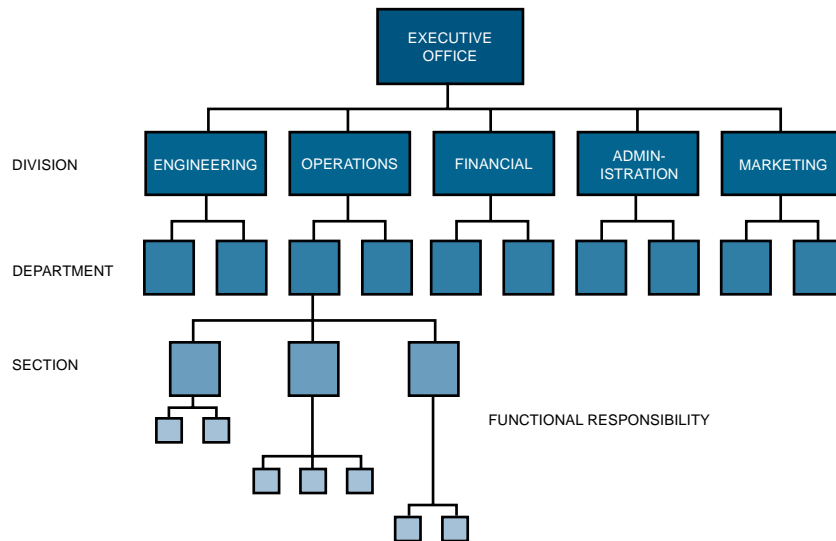 EXECUTIVE
OFFICE
DIVISION
ENGINEERING
OPERATIONS
FINANCIAL
ADMIN-
ISTRATION
MARKETING
DEPARTMENT
SECTION
FUNCTIONAL RESPONSIBILITY